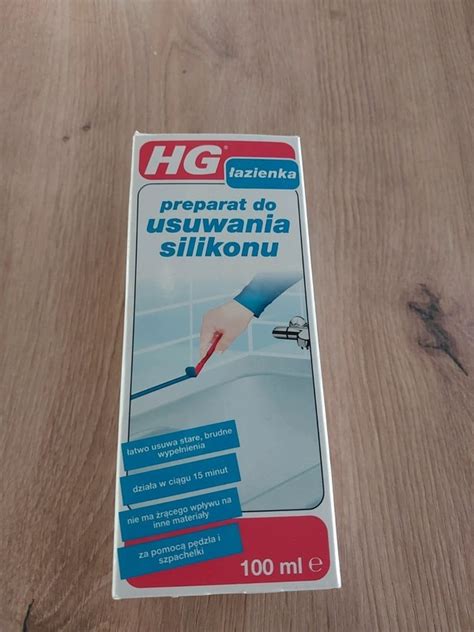 HG®
łazienka
preparat do
usuwania
silikonu
łatwo usuwa stare, brudne
wypełnienia
działa w ciągu 15 minut
nie ma żrącego wpływu na
inne materiały
za pomocą pędzla i
szpachelki
100 ml ℮